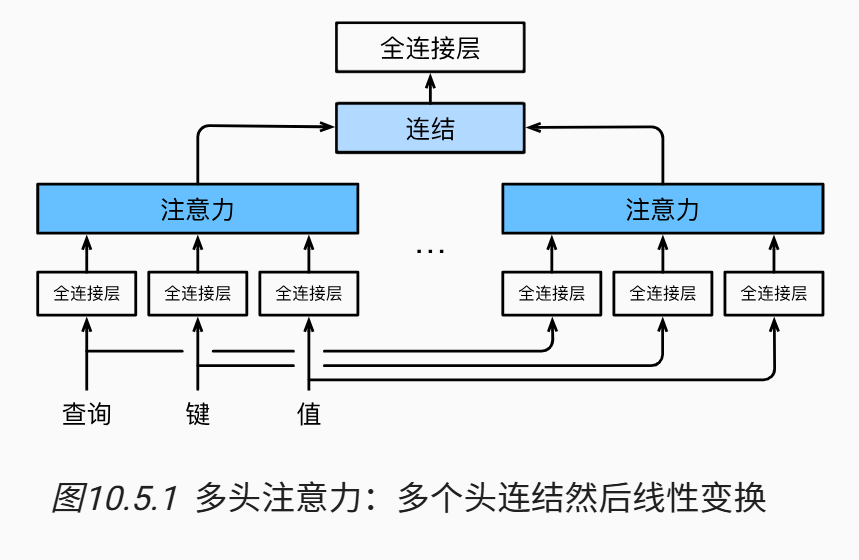 全连接层
连结
注意力
注意力
...
全连接层 全连接层 全连接层 全连接层 全连接层 全连接层
查询 键 值
图10.5.1 多头注意力：多个头连结然后线性变换